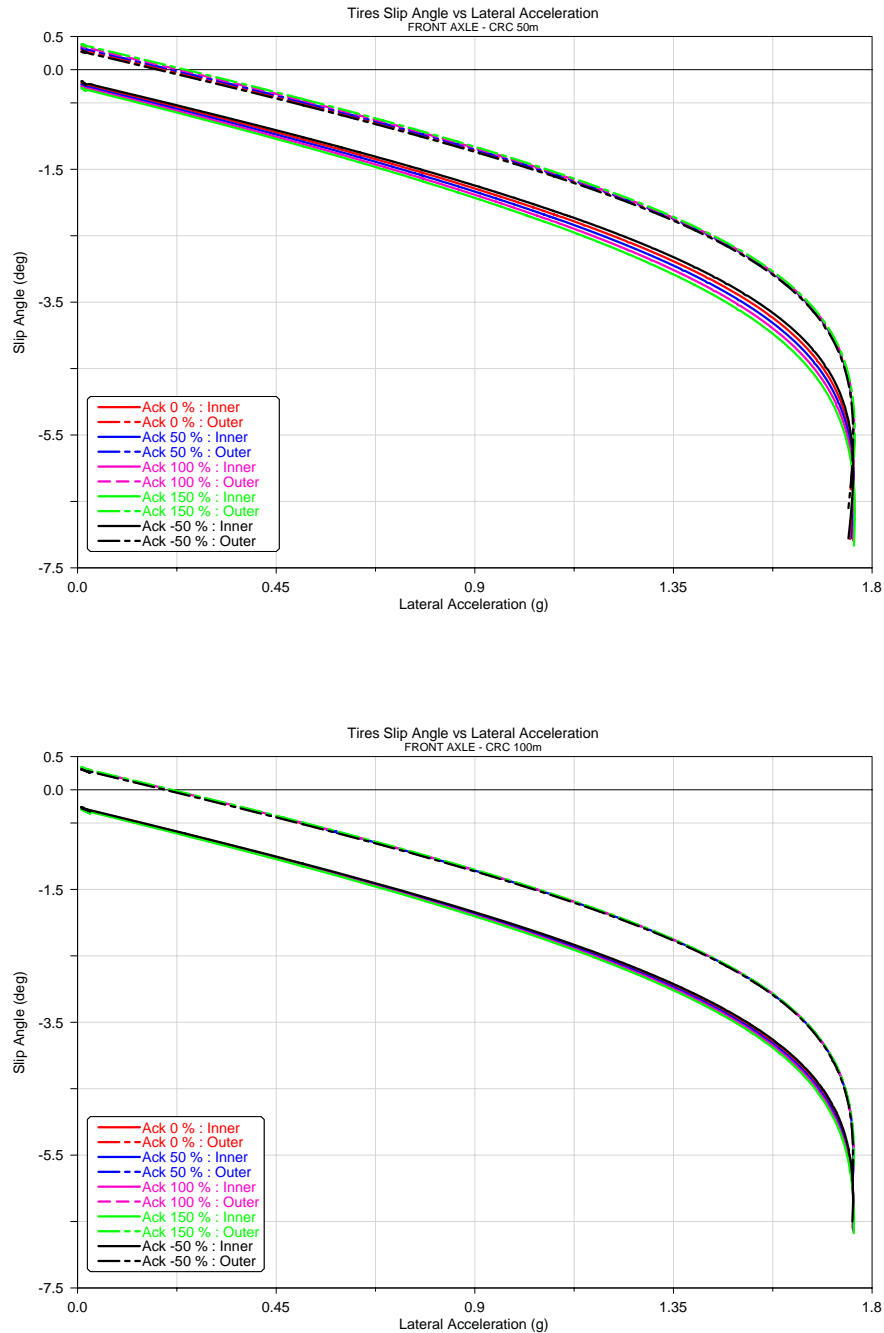 Tires Slip Angle vs Lateral Acceleration
FRONT AXLE - CRC 50m
0.5
0.0
-1.5
-3.5
-5.5
-7.5
Slip Angle (deg)
Ack 0 % : Inner
Ack 0 % : Outer
Ack 50 % : Inner
Ack 50 % : Outer
Ack 100 % : Inner
Ack 100 % : Outer
Ack 150 % : Inner
Ack 150 % : Outer
Ack -50 % : Inner
Ack -50 % : Outer
0.0 0.45 0.9 1.35 1.8
Lateral Acceleration (g)
Tires Slip Angle vs Lateral Acceleration
FRONT AXLE - CRC 100m
0.5
0.0
-1.5
-3.5
-5.5
-7.5
Slip Angle (deg)
Ack 0 % : Inner
Ack 0 % : Outer
Ack 50 % : Inner
Ack 50 % : Outer
Ack 100 % : Inner
Ack 100 % : Outer
Ack 150 % : Inner
Ack 150 % : Outer
Ack -50 % : Inner
Ack -50 % : Outer
0.0 0.45 0.9 1.35 1.8
Lateral Acceleration (g)